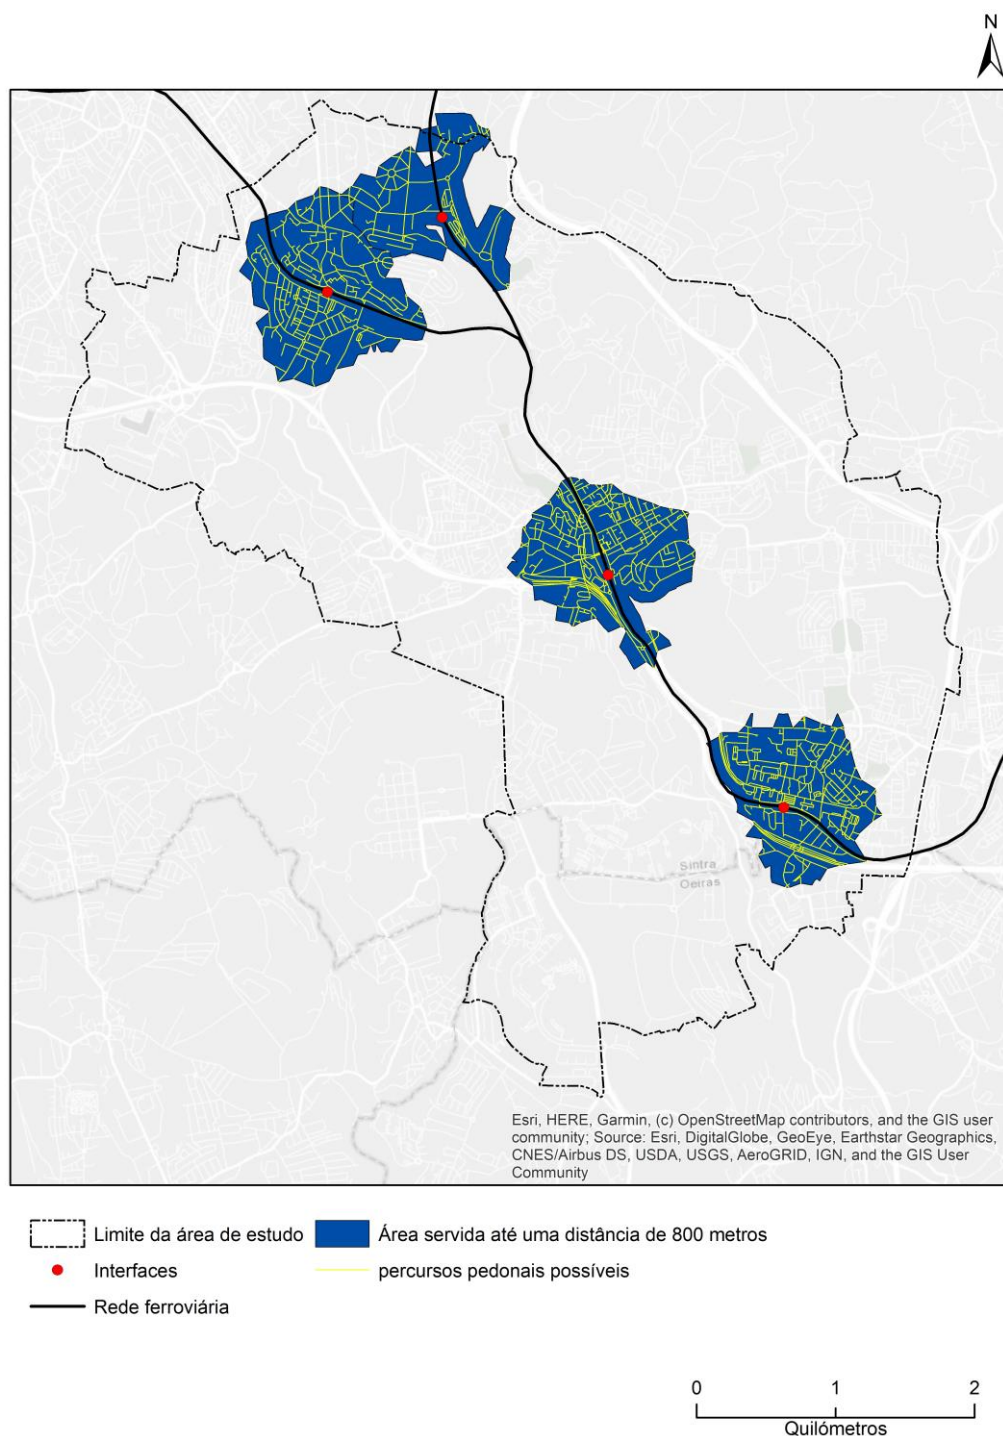 N
Sintra
Oeiras
Esri, HERE, Garmin, (c) OpenStreetMap contributors, and the GIS user
community; Source: Esri, DigitalGlobe, GeoEye, Earthstar Geographics,
CNES/Airbus DS, USDA, USGS, AeroGRID, IGN, and the GIS User
Community
Limite da área de estudo
Área servida até uma distância de 800 metros
Interfaces
percursos pedonais possíveis
Rede ferroviária
0 1 2
Quilómetros